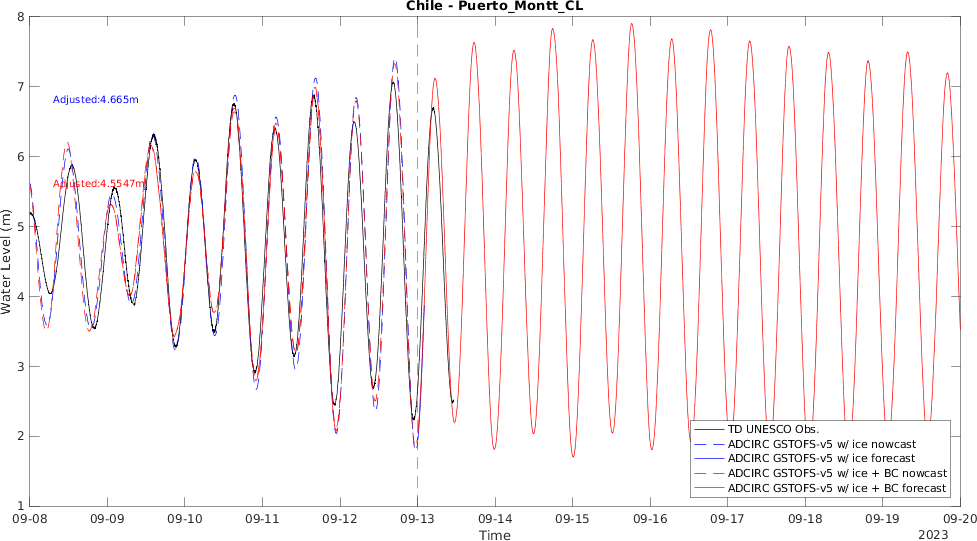 Chile - Puerto_Montt_CL
8
7
6
5
4
3
2
1
Water Level (m)
Adjusted:4.665m
Adjusted:4.5547m
TD UNESCO Obs.
ADCIRC GSTOFS-v5 w/ ice nowcast
ADCIRC GSTOFS-v5 w/ ice forecast
ADCIRC GSTOFS-v5 w/ ice + BC nowcast
ADCIRC GSTOFS-v5 w/ ice + BC forecast
09-08 09-09 09-10 09-11 09-12 09-13 09-14 09-15 09-16 09-17 09-18 09-19 09-20
Time
2023